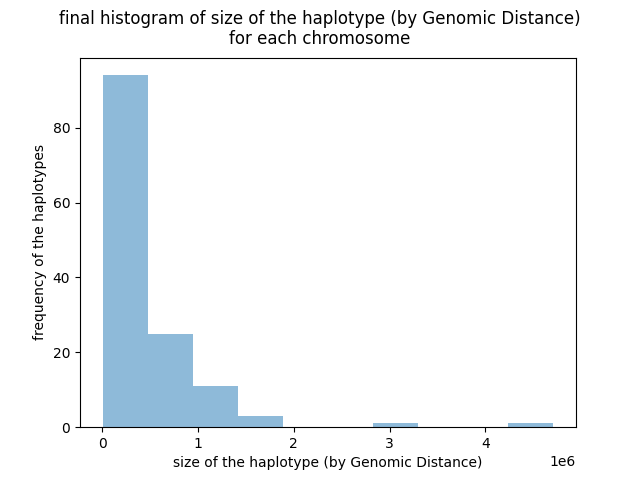 final histogram of size of the haplotype (by Genomic Distance)
for each chromosome
frequency of the haplotypes
80
60
40
20
0
0 1 2 3 4
1e6
size of the haplotype (by Genomic Distance)